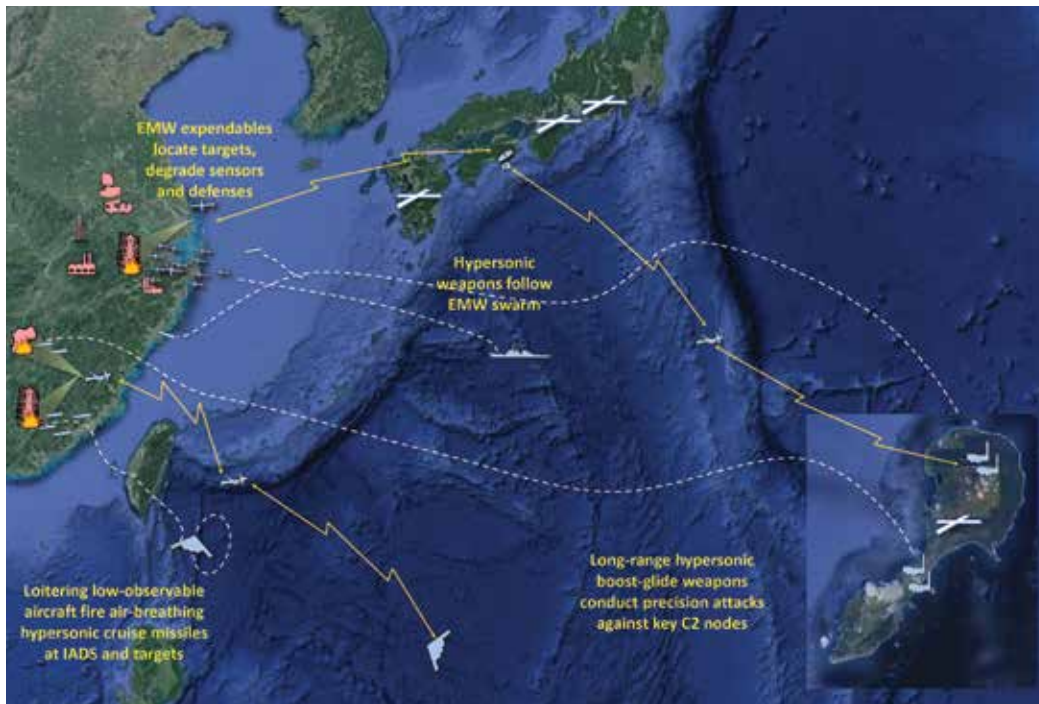 EMW expendables
locate targets,
degrade sensors
and defenses
Hypersonic
weapons follow
EMW swarm
Loitering low-observable
aircraft fire air-breathing
hypersonic cruise missiles
at IADS and targets
Long-range hypersonic
boost-glide weapons
conduct precision attacks
against key C2 nodes